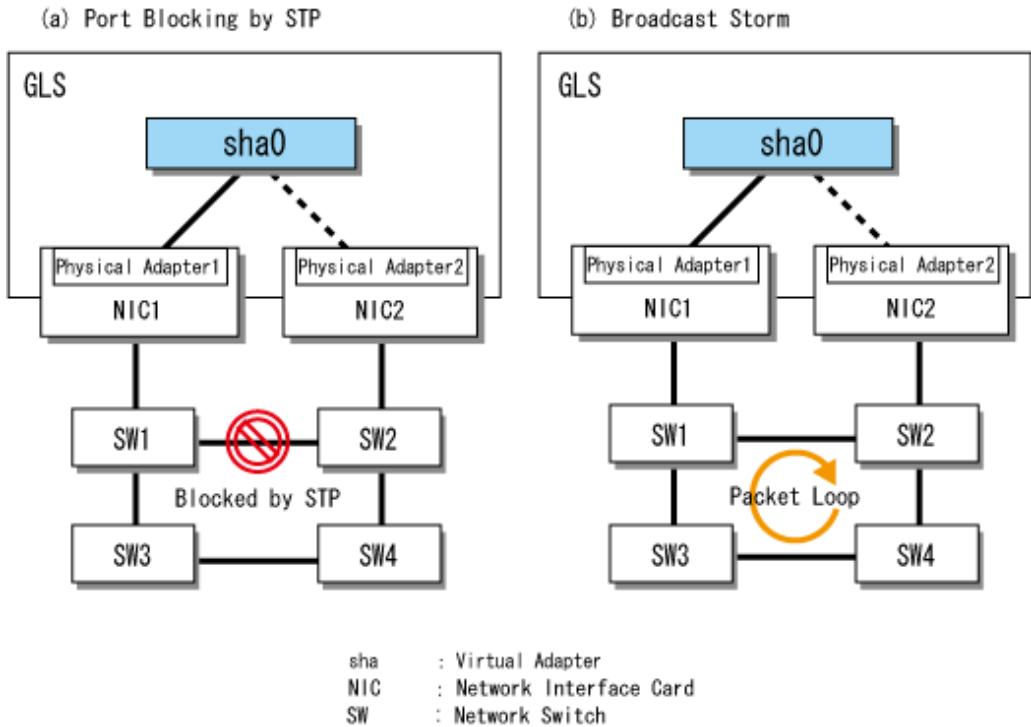 (a) Port Blocking by STP
GLS
sha0
Physical Adapter1
NIC1
Physical Adapter2
NIC2
SW1
SW2
Blocked by STP
SW3
SW4
(b) Broadcast Storm
GLS
sha0
Physical Adapter1
NIC1
Physical Adapter2
NIC2
SW1
SW2
Packet Loop
SW3
SW4
sha : Virtual Adapter
NIC : Network Interface Card
SW : Network Switch